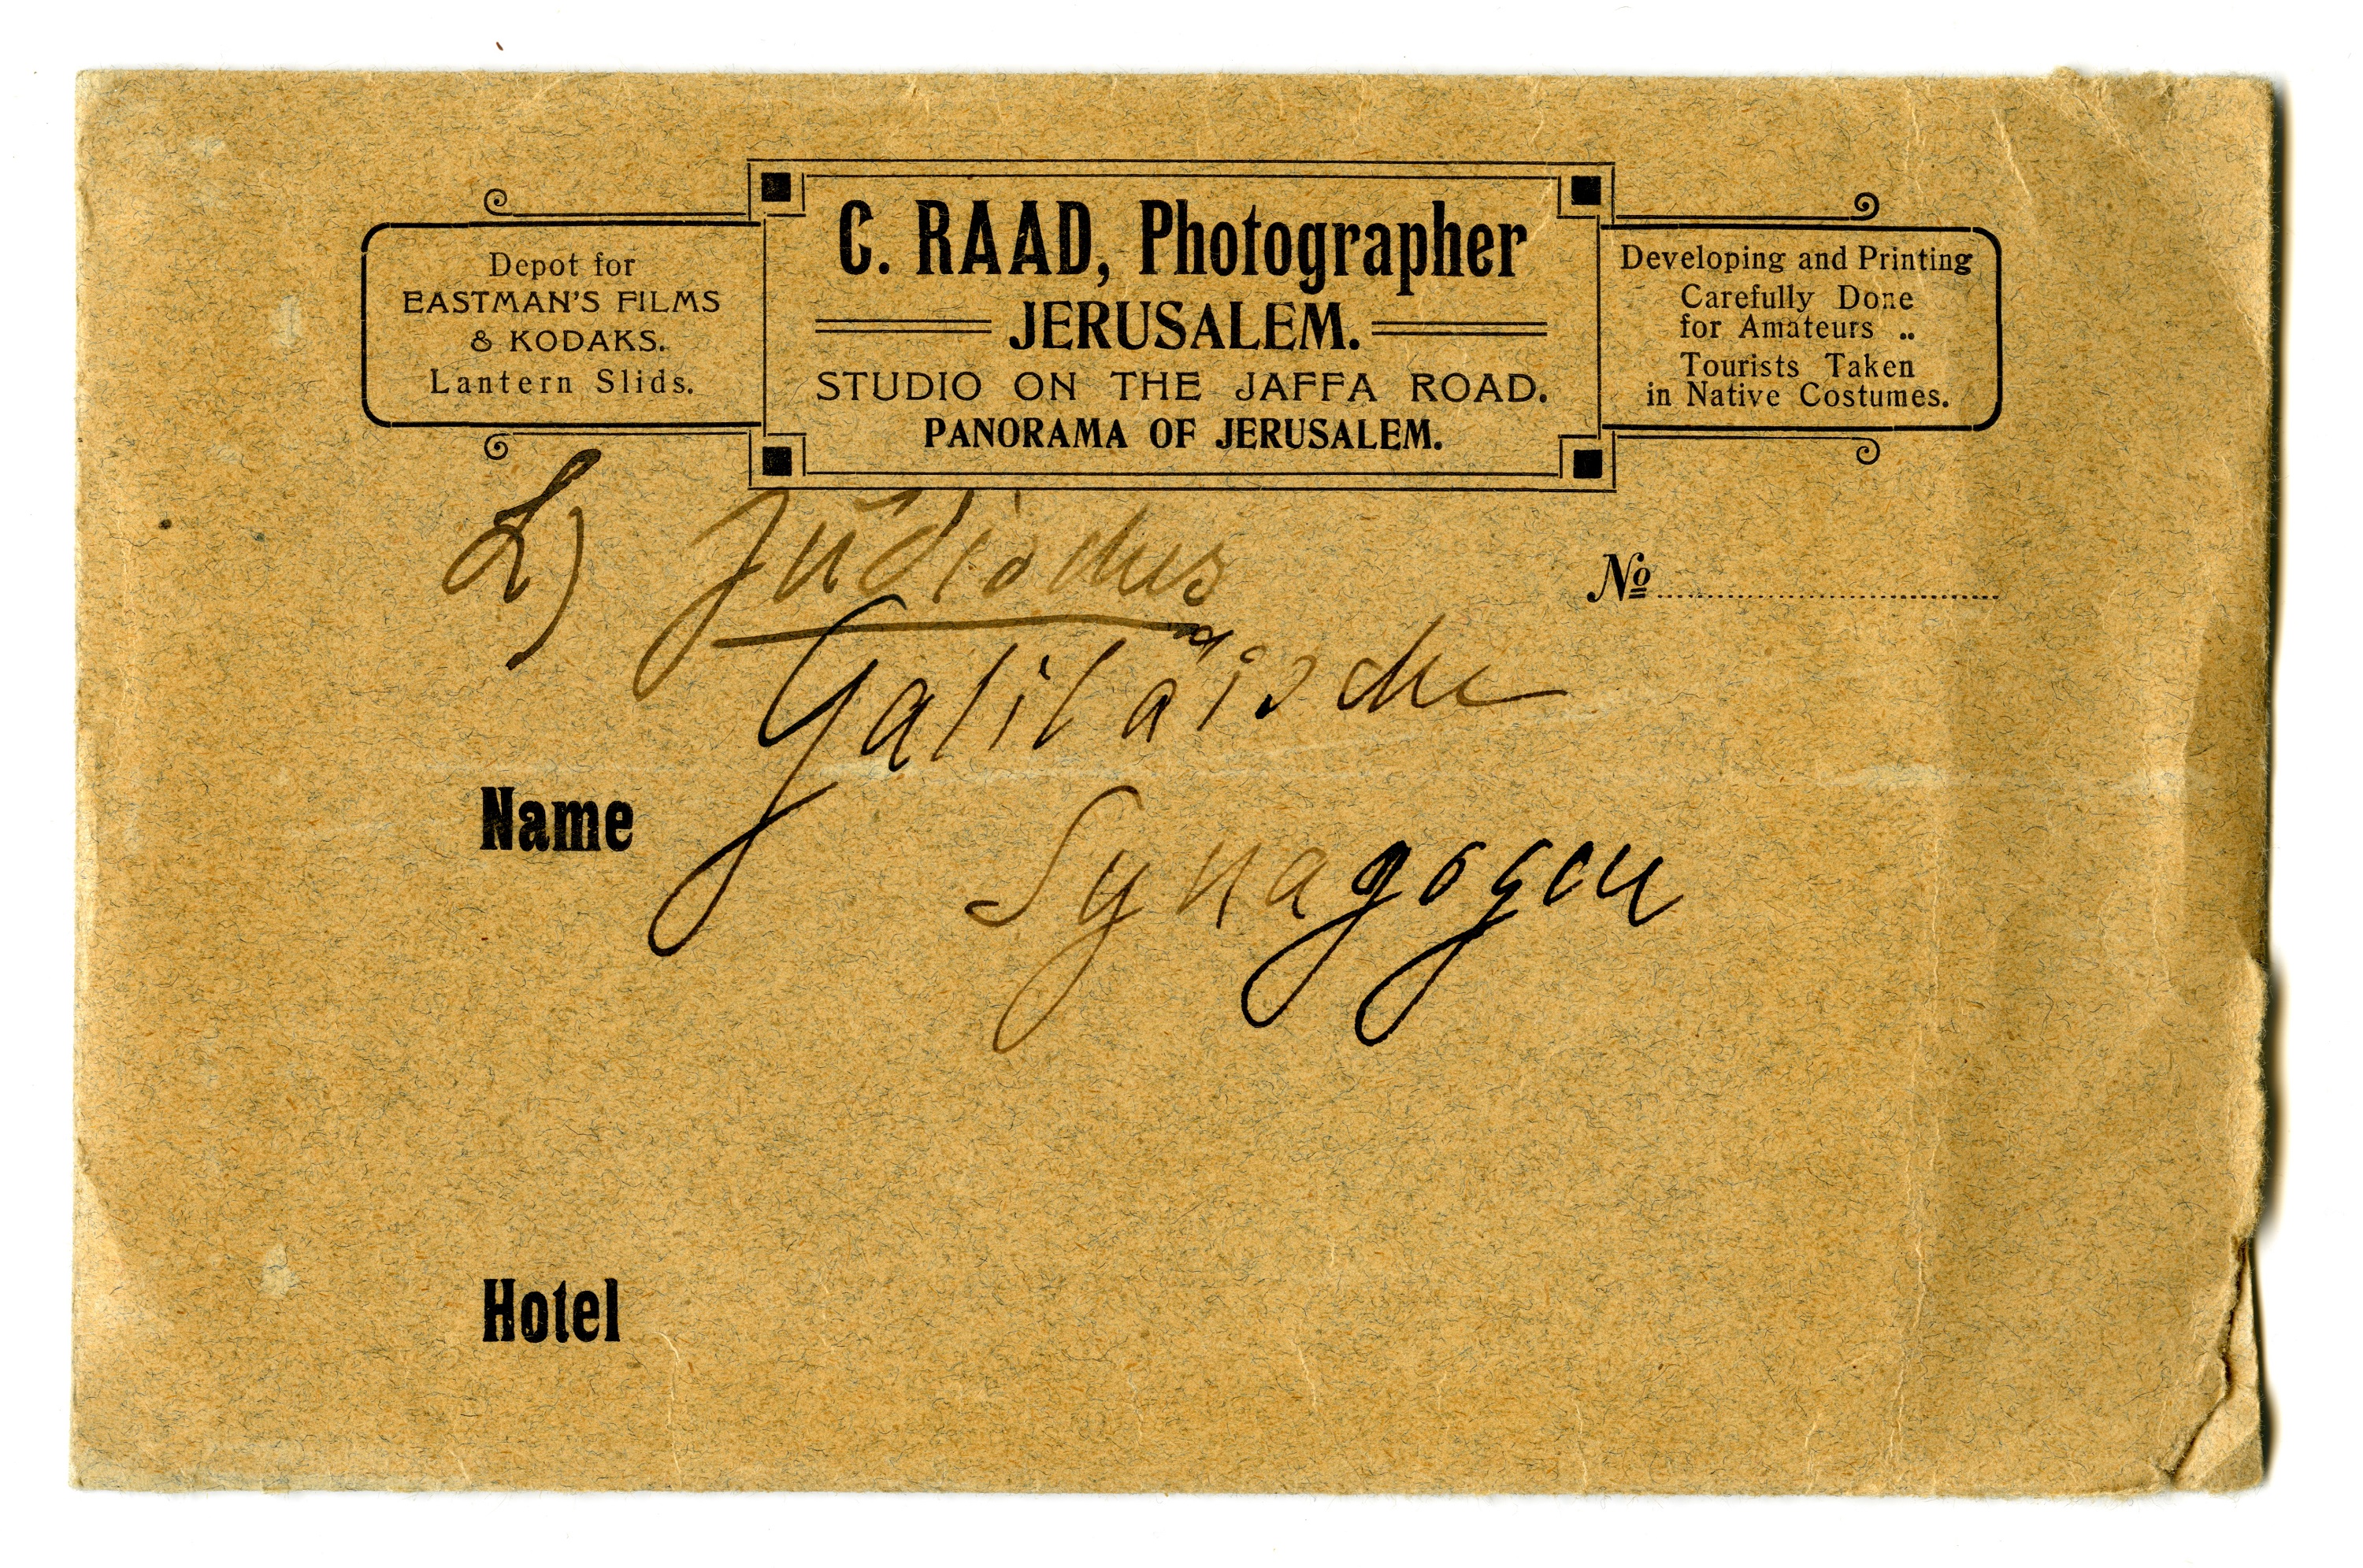 Depot for
EASTMAN'S FILMS
& KODAKS.
Lantern Slids.
C. RAAD, Photographer
JERUSALEM.
STUDIO ON THE JAFFA ROAD.
PANORAMA OF JERUSALEM.
Developing and Printing
Carefully Done
for Amateurs ..
Tourists Taken
in Native Costumes.
L) Jüdisches
№
Galiläische
Name
Synagogen
Hotel